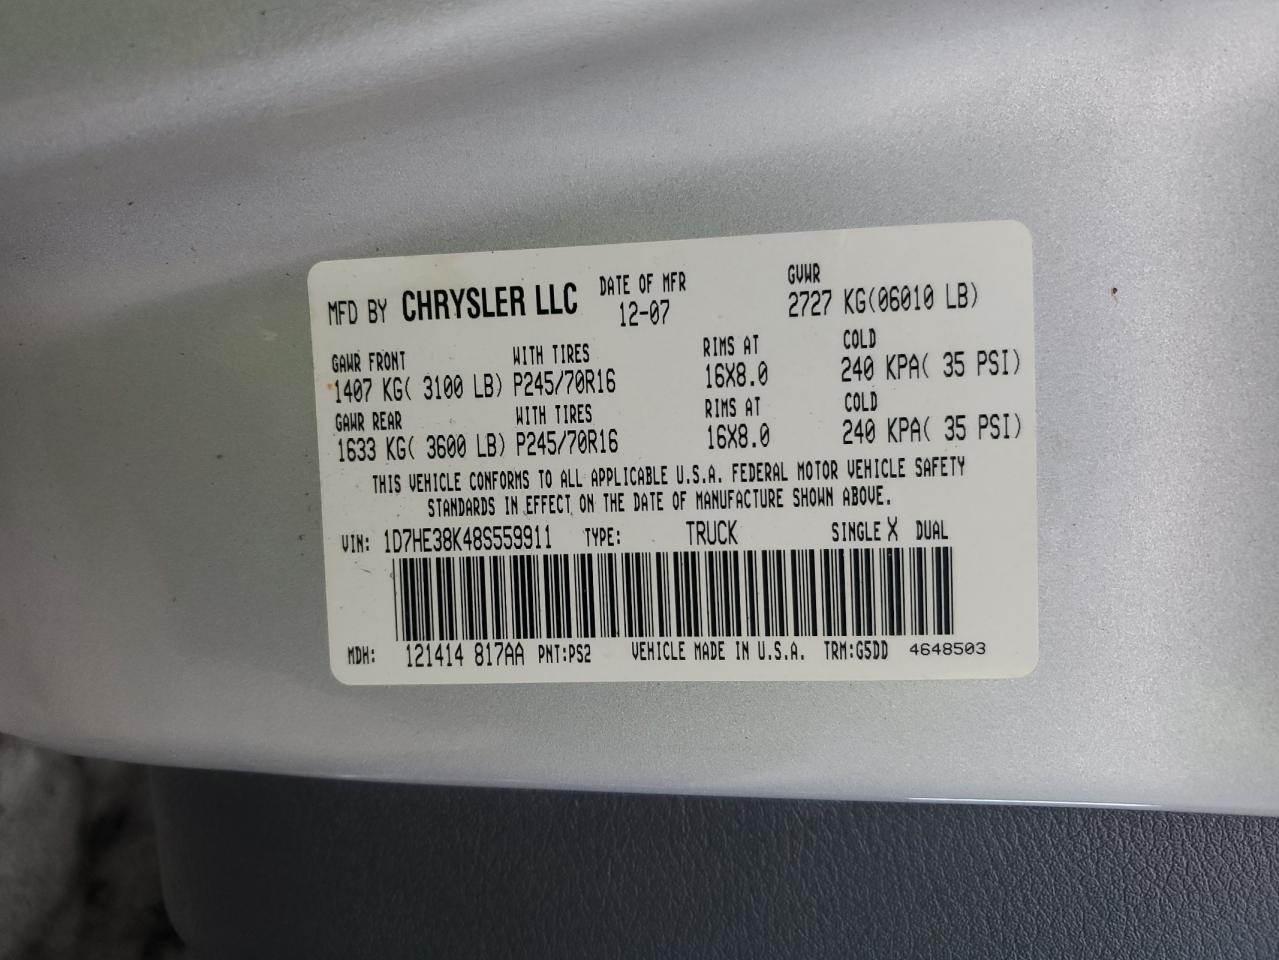 MFD BY CHRYSLER LLC DATE OF MFR 12-07 GVWR 2727 KG(06010 LB)
GAWR FRONT WITH TIRES RIMS AT COLD
1407 KG( 3100 LB) P245/70R16 16X8.0 240 KPA( 35 PSI)
GAWR REAR WITH TIRES RIMS AT COLD
1633 KG( 3600 LB) P245/70R16 16X8.0 240 KPA( 35 PSI)
THIS VEHICLE CONFORMS TO ALL APPLICABLE U.S.A. FEDERAL MOTOR VEHICLE SAFETY
STANDARDS IN EFFECT ON THE DATE OF MANUFACTURE SHOWN ABOVE.
VIN: 1D7HE38K48S559911 TYPE: TRUCK SINGLE X DUAL
MDH: 121414 817AA PNT:PS2 VEHICLE MADE IN U.S.A. TRM:G5DD 4648503